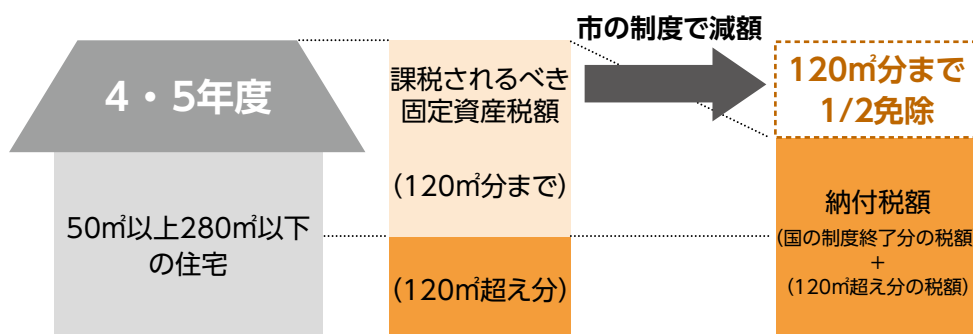 市の制度で減額
4・5年度
50㎡以上280㎡以下
の住宅
課税されるべき
固定資産税額
(120㎡分まで)
(120㎡超え分)
120㎡分まで
1/2免除
納付税額
(国の制度終了分の税額
+
(120㎡超え分の税額)